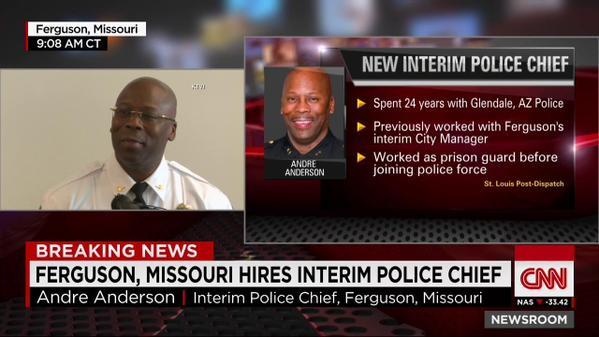 Ferguson, Missouri
9:08 AM CT
KTVI
NEW INTERIM POLICE CHIEF
Spent 24 years with Glendale, AZ Police
Previously worked with Ferguson's
interim City Manager
Worked as prison guard before
joining police force
ANDRE
ANDERSON
St. Louis Post-Dispatch
BREAKING NEWS
FERGUSON, MISSOURI HIRES INTERIM POLICE CHIEF
Andre Anderson | Interim Police Chief, Ferguson, Missouri
CNN
NAS ▼ -33.42
NEWSROOM